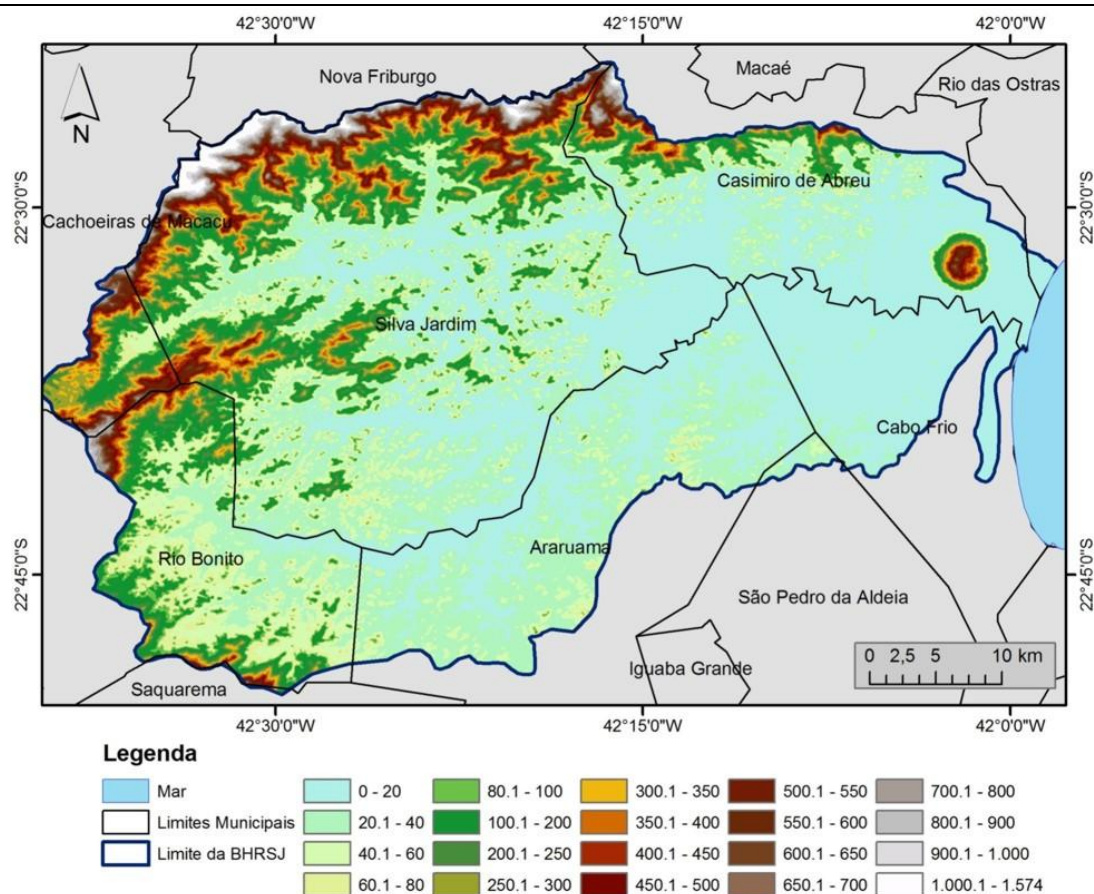 42°30'0"W 42°15'0"W 42°0'0"W
Nova Friburgo
Macaé
Rio das Ostras
N
Casimiro de Abreu
22°30'0"S 22°30'0"S
Cachoeiras de Macacu
Silva Jardim
Cabo Frio
Rio Bonito
Araruama
22°45'0"S 22°45'0"S
São Pedro da Aldeia
Iguaba Grande
0 2,5 5 10 km
Saquarema
42°30'0"W 42°15'0"W 42°0'0"W
Legenda
Mar 0 - 20 80.1 - 100 300.1 - 350 500.1 - 550 700.1 - 800
Limites Municipais 20.1 - 40 100.1 - 200 350.1 - 400 550.1 - 600 800.1 - 900
Limite da BHRSJ 40.1 - 60 200.1 - 250 400.1 - 450 600.1 - 650 900.1 - 1.000
60.1 - 80 250.1 - 300 450.1 - 500 650.1 - 700 1.000.1 - 1.574